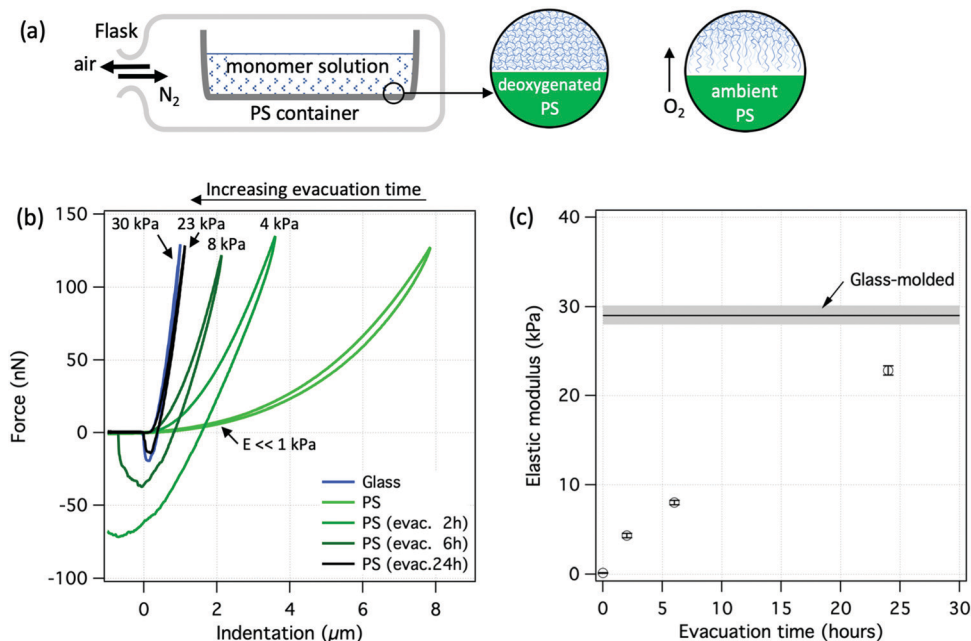 (a)
Flask
air
N2
monomer solution
PS container
deoxygenated
PS
O2
ambient
PS
(b)
Increasing evacuation time
150
100
50
0
-50
-100
Force (nN)
30 kPa
23 kPa
8 kPa
4 kPa
E << 1 kPa
Glass
PS
PS (evac. 2h)
PS (evac. 6h)
PS (evac.24h)
0 2 4 6 8
Indentation (µm)
(c)
40
30
20
10
0
Elastic modulus (kPa)
Glass-molded
0 5 10 15 20 25 30
Evacuation time (hours)